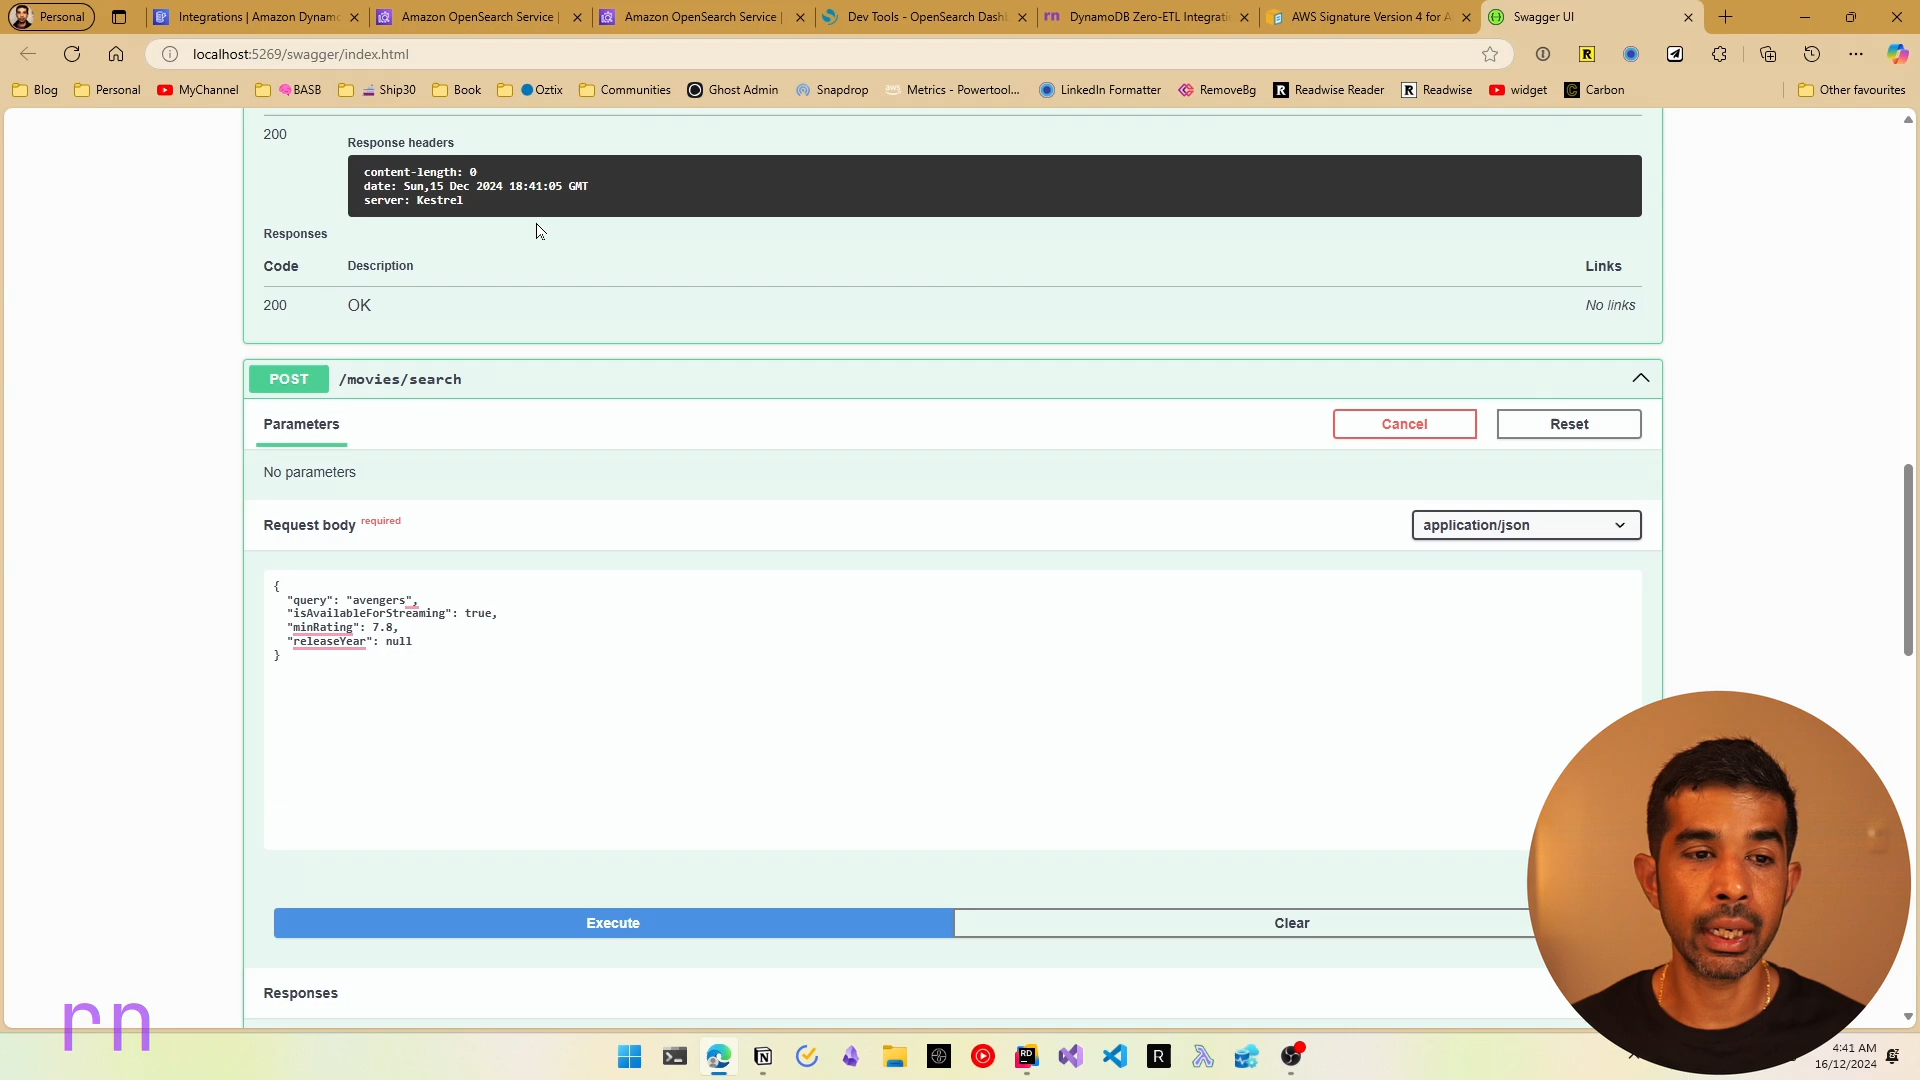 Personal
Integrations | Amazon Dynamo
Amazon OpenSearch Service |
Amazon OpenSearch Service |
Dev Tools - OpenSearch Dashb
rn DynamoDB Zero-ETL Integrati
AWS Signature Version 4 for A
Swagger UI
localhost:5269/swagger/index.html
Blog
Personal
MyChannel
BASB
Ship30
Book
Oztix
Communities
Ghost Admin
Snapdrop
aws Metrics - Powertool...
LinkedIn Formatter
RemoveBg
R Readwise Reader
R Readwise
widget
C Carbon
Other favourites
200
Response headers
content-length: 0
date: Sun,15 Dec 2024 18:41:05 GMT
server: Kestrel
Responses
Code Description Links
200 OK No links
POST /movies/search
Parameters Cancel Reset
No parameters
Request body required application/json
{
"query": "avengers",
"isAvailableForStreaming": true,
"minRating": 7.8,
"releaseYear": null
}
Execute Clear
Responses
rn
4:41 AM
16/12/2024